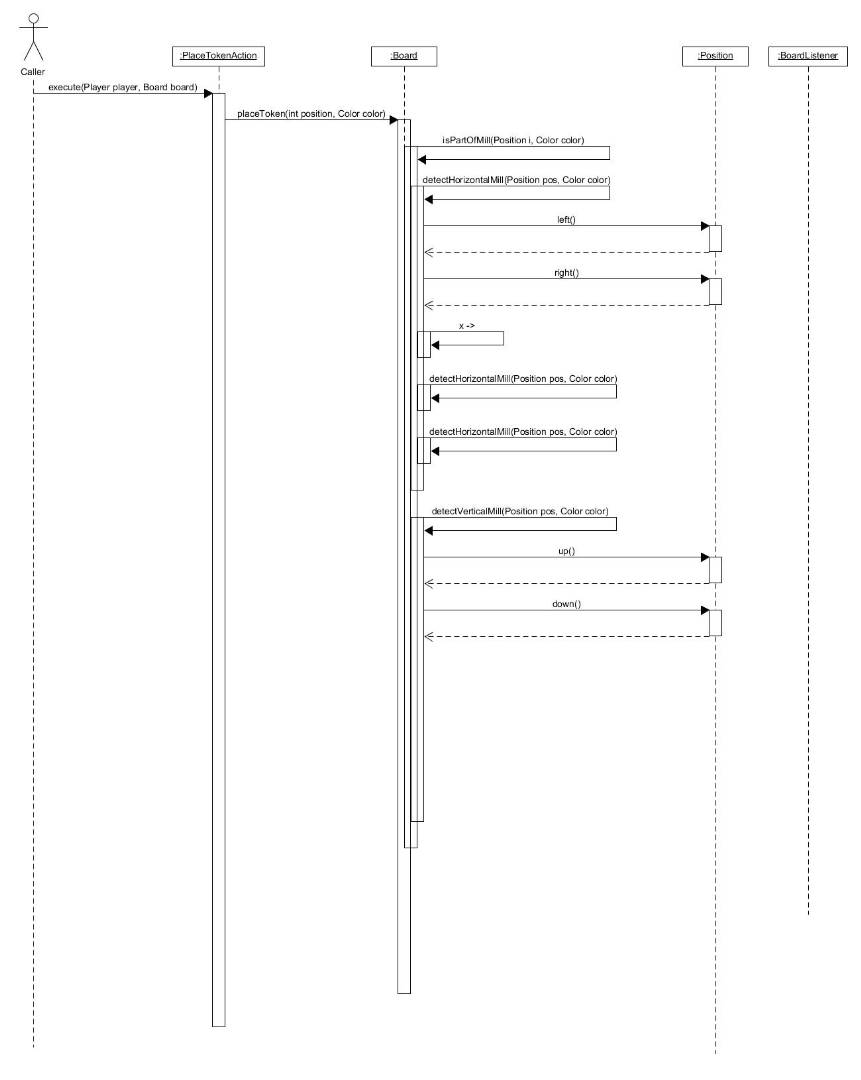 :PlaceTokenAction
:Board
:Position
:BoardListener
Caller
execute(Player player, Board board)
placeToken(int position, Color color)
isPartOfMill(Position i, Color color)
detectHorizontalMill(Position pos, Color color)
left()
right()
x ->
detectHorizontalMill(Position pos, Color color)
detectHorizontalMill(Position pos, Color color)
detectVerticalMill(Position pos, Color color)
up()
down()